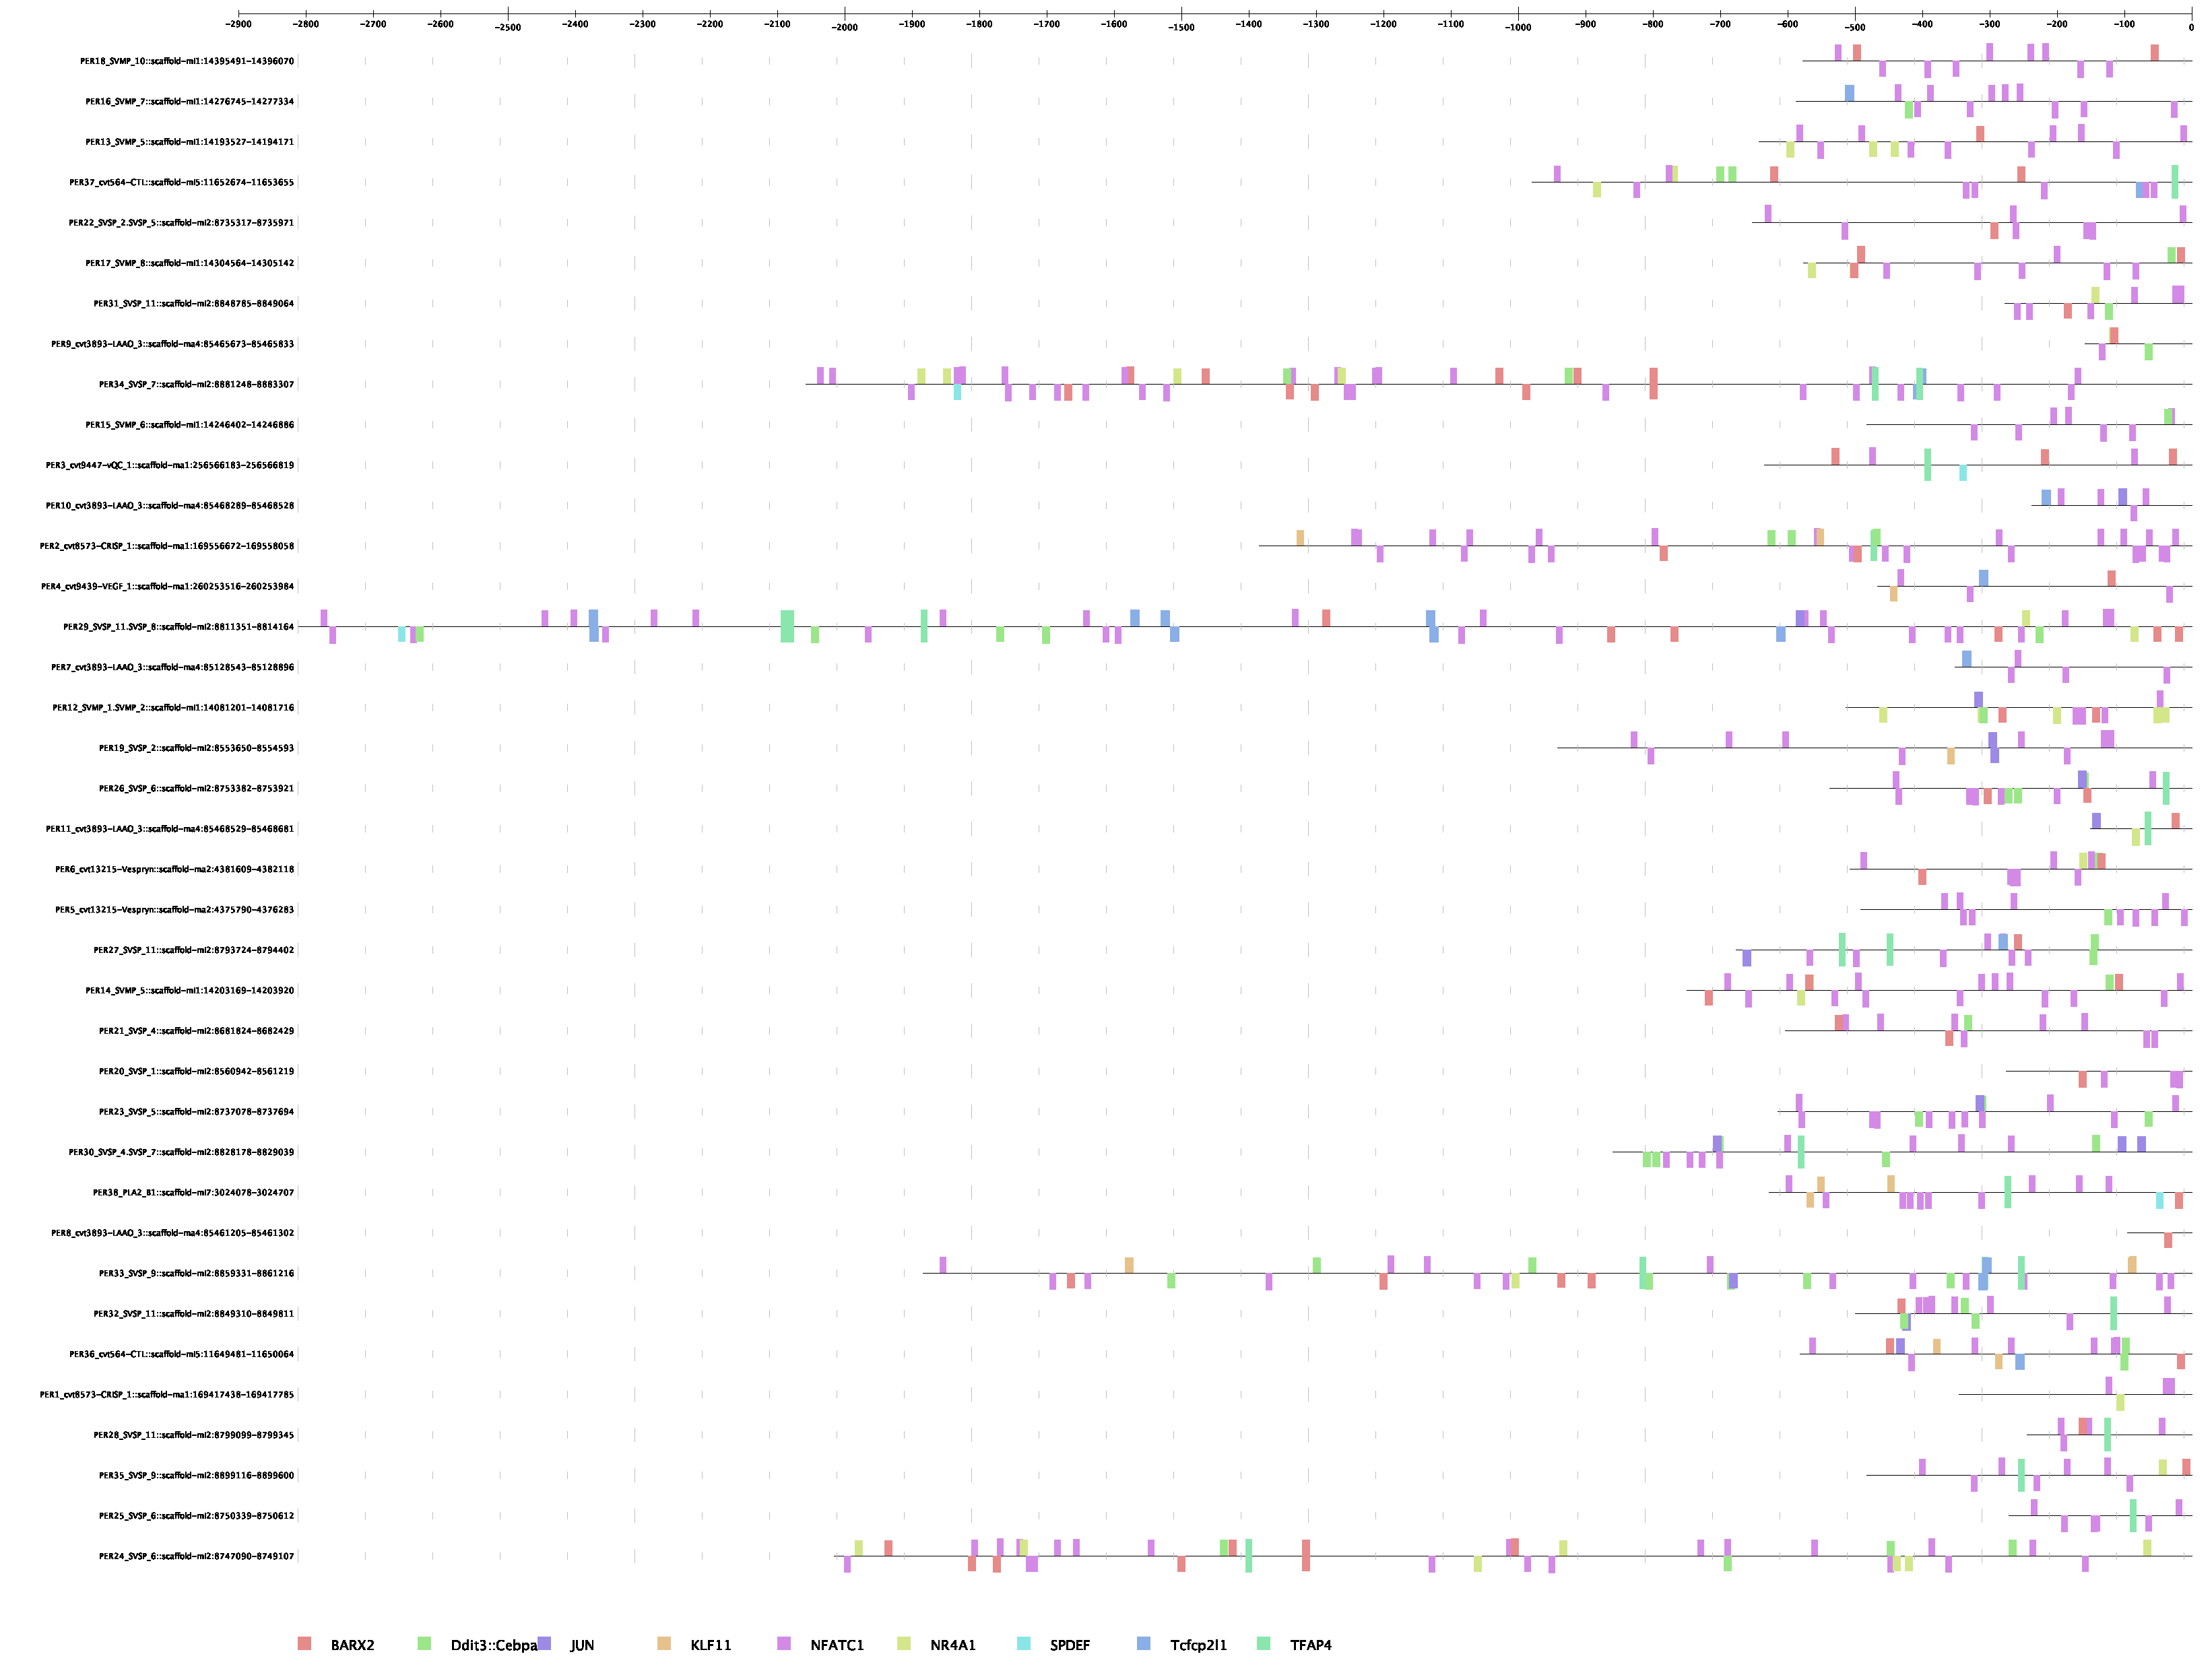 -2900 -2800 -2700 -2600 -2500 -2400 -2300 -2200 -2100 -2000 -1900 -1800 -1700 -1600 -1500 -1400 -1300 -1200 -1100 -1000 -900 -800 -700 -600 -500 -400 -300 -200 -100 0
PER18_SVMP_10::scaffold-mi1:14395491-14396070
PER16_SVMP_7::scaffold-mi1:14276745-14277334
PER13_SVMP_5::scaffold-mi1:14193527-14194171
PER37_cvt564-CTL::scaffold-mi5:11652674-11653655
PER22_SVSP_2.SVSP_5::scaffold-mi2:8735317-8735971
PER17_SVMP_8::scaffold-mi1:14304564-14305142
PER31_SVSP_11::scaffold-mi2:8848785-8849064
PER9_cvt3893-LAAO_3::scaffold-ma4:85465673-85465833
PER34_SVSP_7::scaffold-mi2:8881248-8883307
PER15_SVMP_6::scaffold-mi1:14246402-14246886
PER3_cvt9447-vQC_1::scaffold-ma1:256566183-256566819
PER10_cvt3893-LAAO_3::scaffold-ma4:85468289-85468528
PER2_cvt8573-CRISP_1::scaffold-ma1:169556672-169558058
PER4_cvt9439-VEGF_1::scaffold-ma1:260253516-260253984
PER29_SVSP_11.SVSP_8::scaffold-mi2:8811351-8814164
PER7_cvt3893-LAAO_3::scaffold-ma4:85128543-85128896
PER12_SVMP_1.SVMP_2::scaffold-mi1:14081201-14081716
PER19_SVSP_2::scaffold-mi2:8553650-8554593
PER26_SVSP_6::scaffold-mi2:8753382-8753921
PER11_cvt3893-LAAO_3::scaffold-ma4:85468529-85468681
PER6_cvt13215-Vespryn::scaffold-ma2:4381609-4382118
PER5_cvt13215-Vespryn::scaffold-ma2:4375790-4376283
PER27_SVSP_11::scaffold-mi2:8793724-8794402
PER14_SVMP_5::scaffold-mi1:14203169-14203920
PER21_SVSP_4::scaffold-mi2:8681824-8682429
PER20_SVSP_1::scaffold-mi2:8560942-8561219
PER23_SVSP_5::scaffold-mi2:8737078-8737694
PER30_SVSP_4.SVSP_7::scaffold-mi2:8828178-8829039
PER38_PLA2_B1::scaffold-mi7:3024078-3024707
PER8_cvt3893-LAAO_3::scaffold-ma4:85461205-85461302
PER33_SVSP_9::scaffold-mi2:8859331-8861216
PER32_SVSP_11::scaffold-mi2:8849310-8849811
PER36_cvt564-CTL::scaffold-mi5:11649481-11650064
PER1_cvt8573-CRISP_1::scaffold-ma1:169417438-169417785
PER28_SVSP_11::scaffold-mi2:8799099-8799345
PER35_SVSP_9::scaffold-mi2:8899116-8899600
PER25_SVSP_6::scaffold-mi2:8750339-8750612
PER24_SVSP_6::scaffold-mi2:8747090-8749107
BARX2 Ddit3::Cebpa JUN KLF11 NFATC1 NR4A1 SPDEF Tcfcp2l1 TFAP4